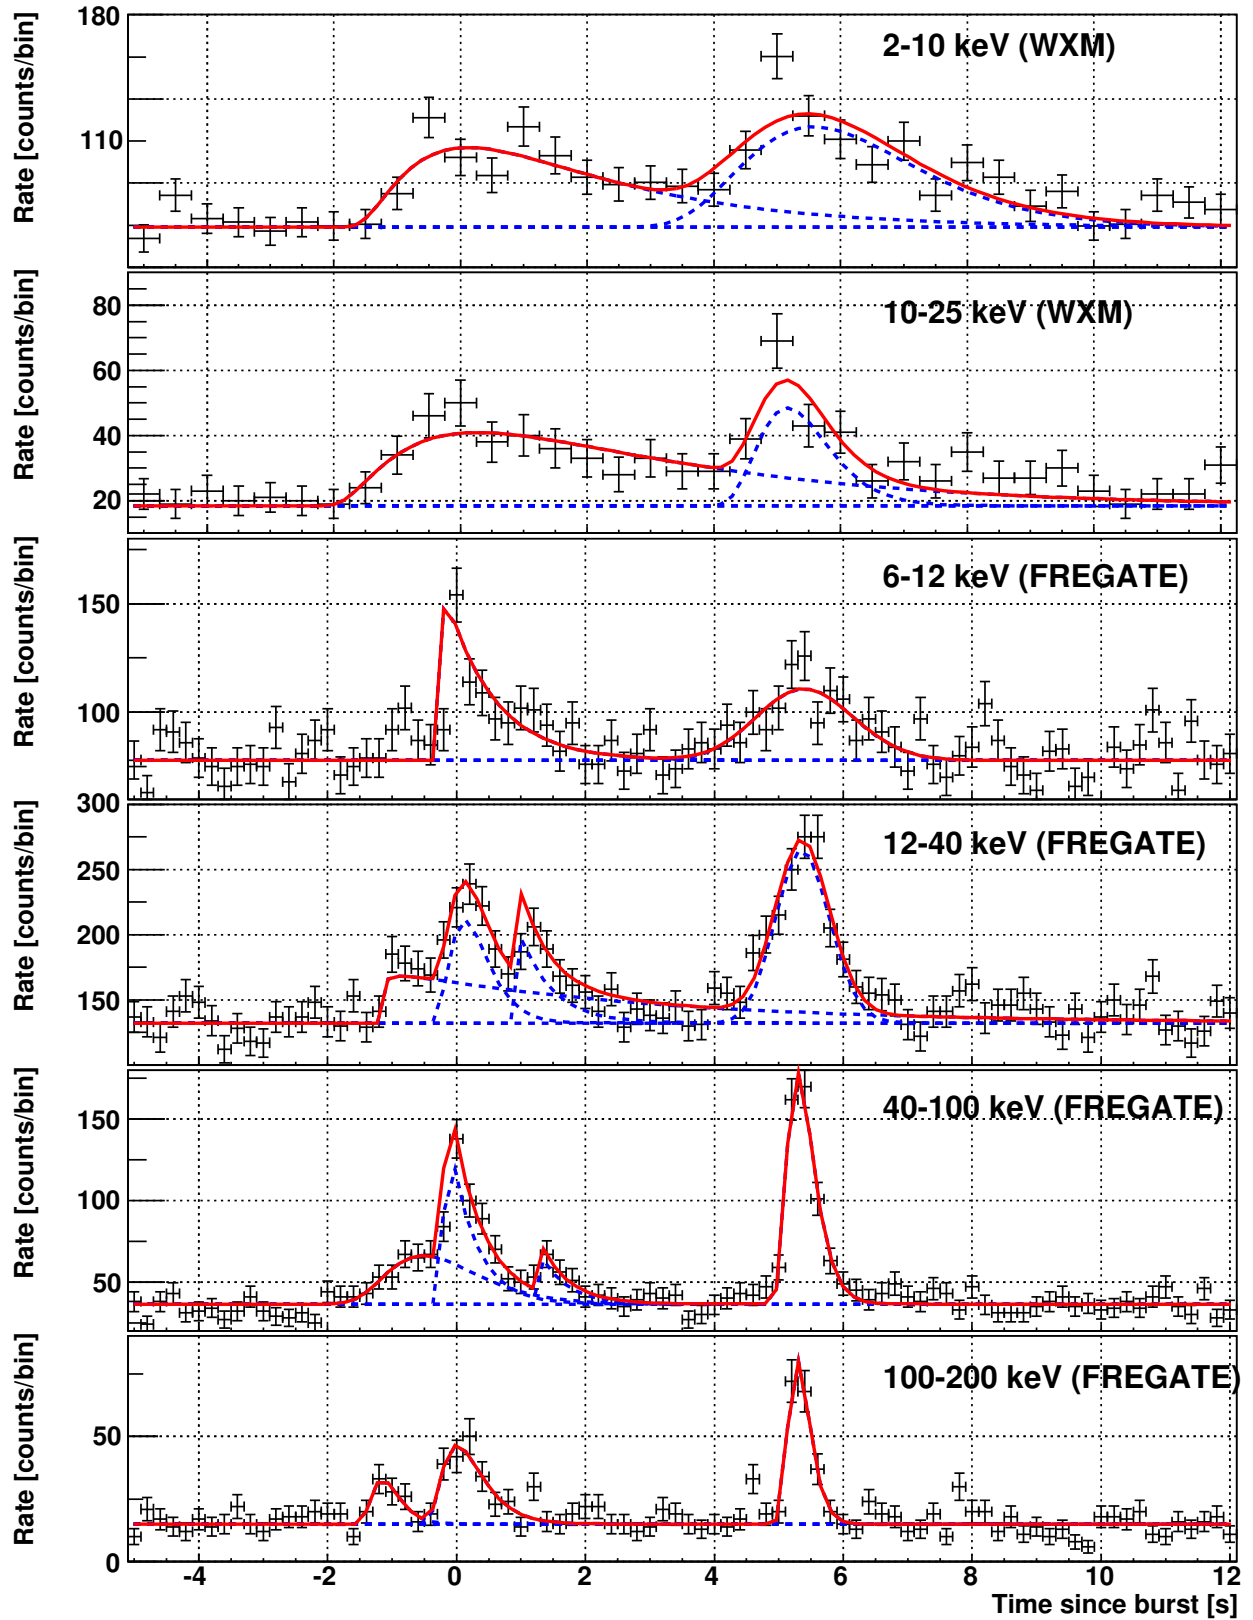 180
2-10 keV (WXM)
110
Rate [counts/bin]
80
10-25 keV (WXM)
60
40
20
Rate [counts/bin]
6-12 keV (FREGATE)
150
100
Rate [counts/bin]
300
12-40 keV (FREGATE)
250
200
150
Rate [counts/bin]
40-100 keV (FREGATE)
150
100
50
Rate [counts/bin]
100-200 keV (FREGATE)
50
0
Rate [counts/bin]
-4 -2 0 2 4 6 8 10 12
Time since burst [s]